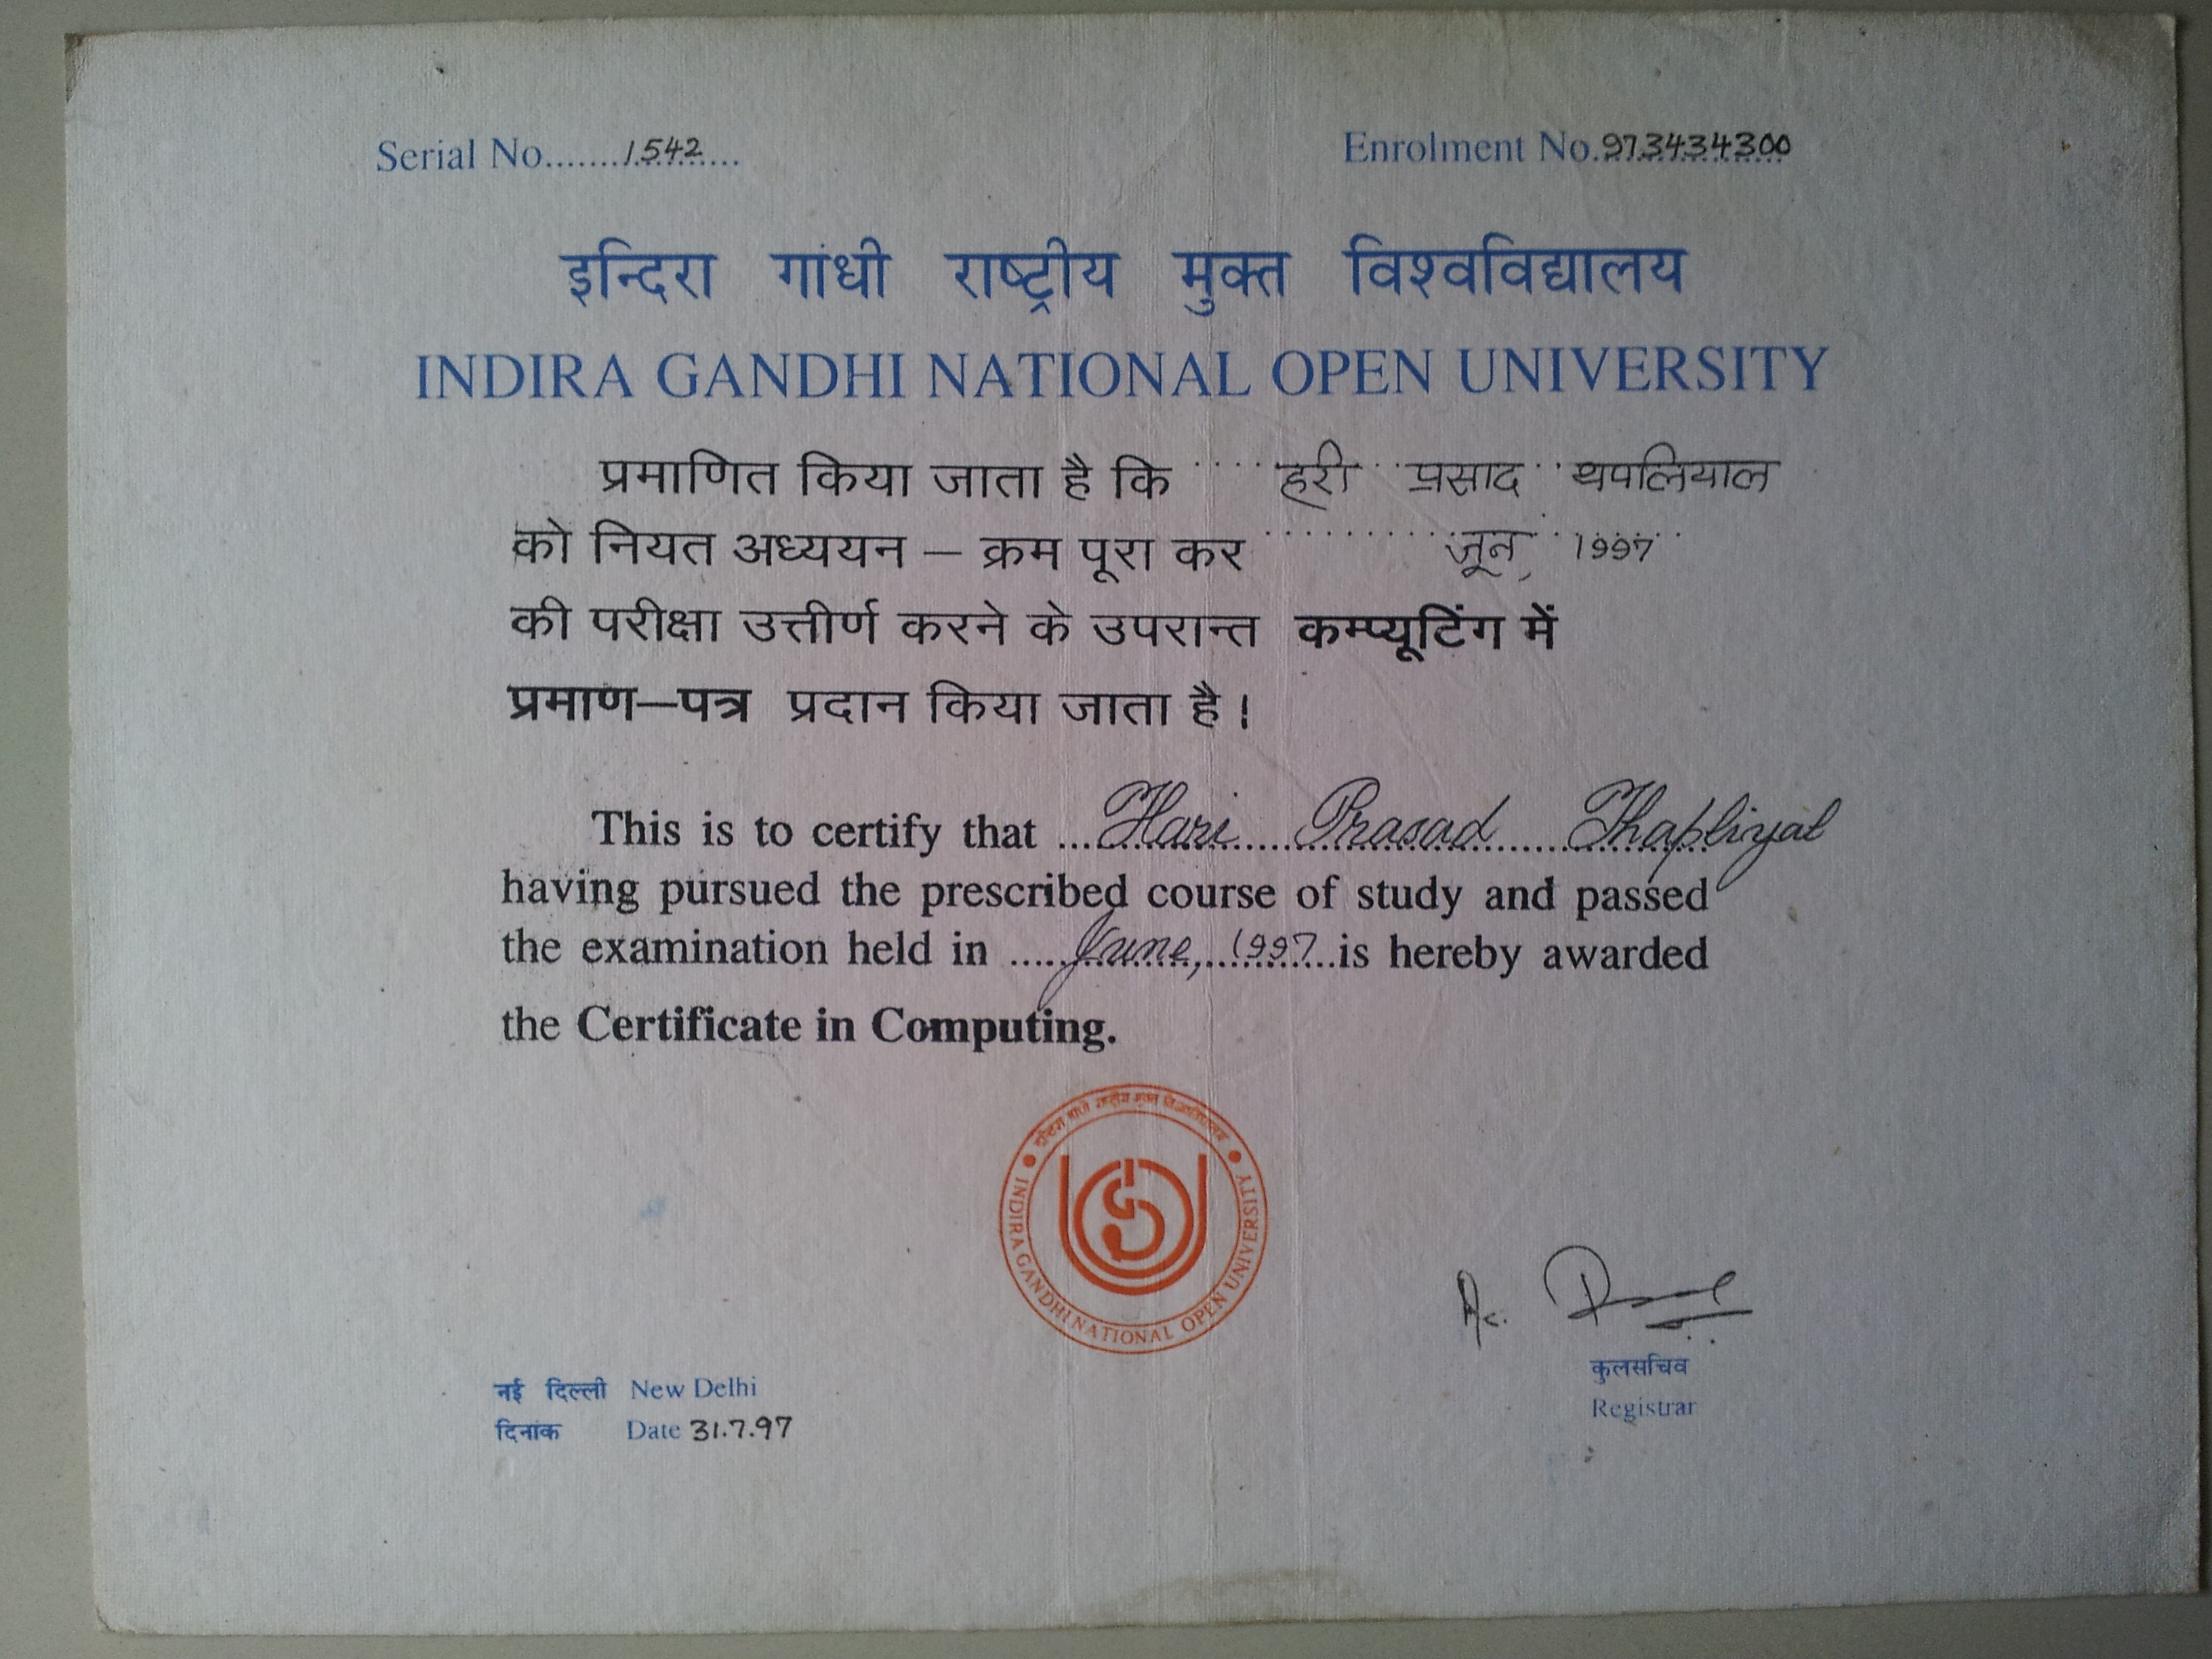 Serial No.......1542....
Enrolment No.973434300
इन्दिरा गांधी राष्ट्रीय मुक्त विश्वविद्यालय
INDIRA GANDHI NATIONAL OPEN UNIVERSITY
प्रमाणित किया जाता है कि हरी प्रसाद थपलियाल
को नियत अध्ययन – क्रम पूरा कर जून, 1997
की परीक्षा उत्तीर्ण करने के उपरान्त कम्प्यूटिंग में
प्रमाण–पत्र प्रदान किया जाता है।
This is to certify that ...Hari Prasad Thapliyal
having pursued the prescribed course of study and passed
the examination held in .....June, 1997..is hereby awarded
the Certificate in Computing.
इन्दिरा गांधी राष्ट्रीय मुक्त विश्वविद्यालय
INDIRA GANDHI NATIONAL OPEN UNIVERSITY
कुलसचिव
Registrar
नई दिल्ली New Delhi
दिनांक Date 31.7.97